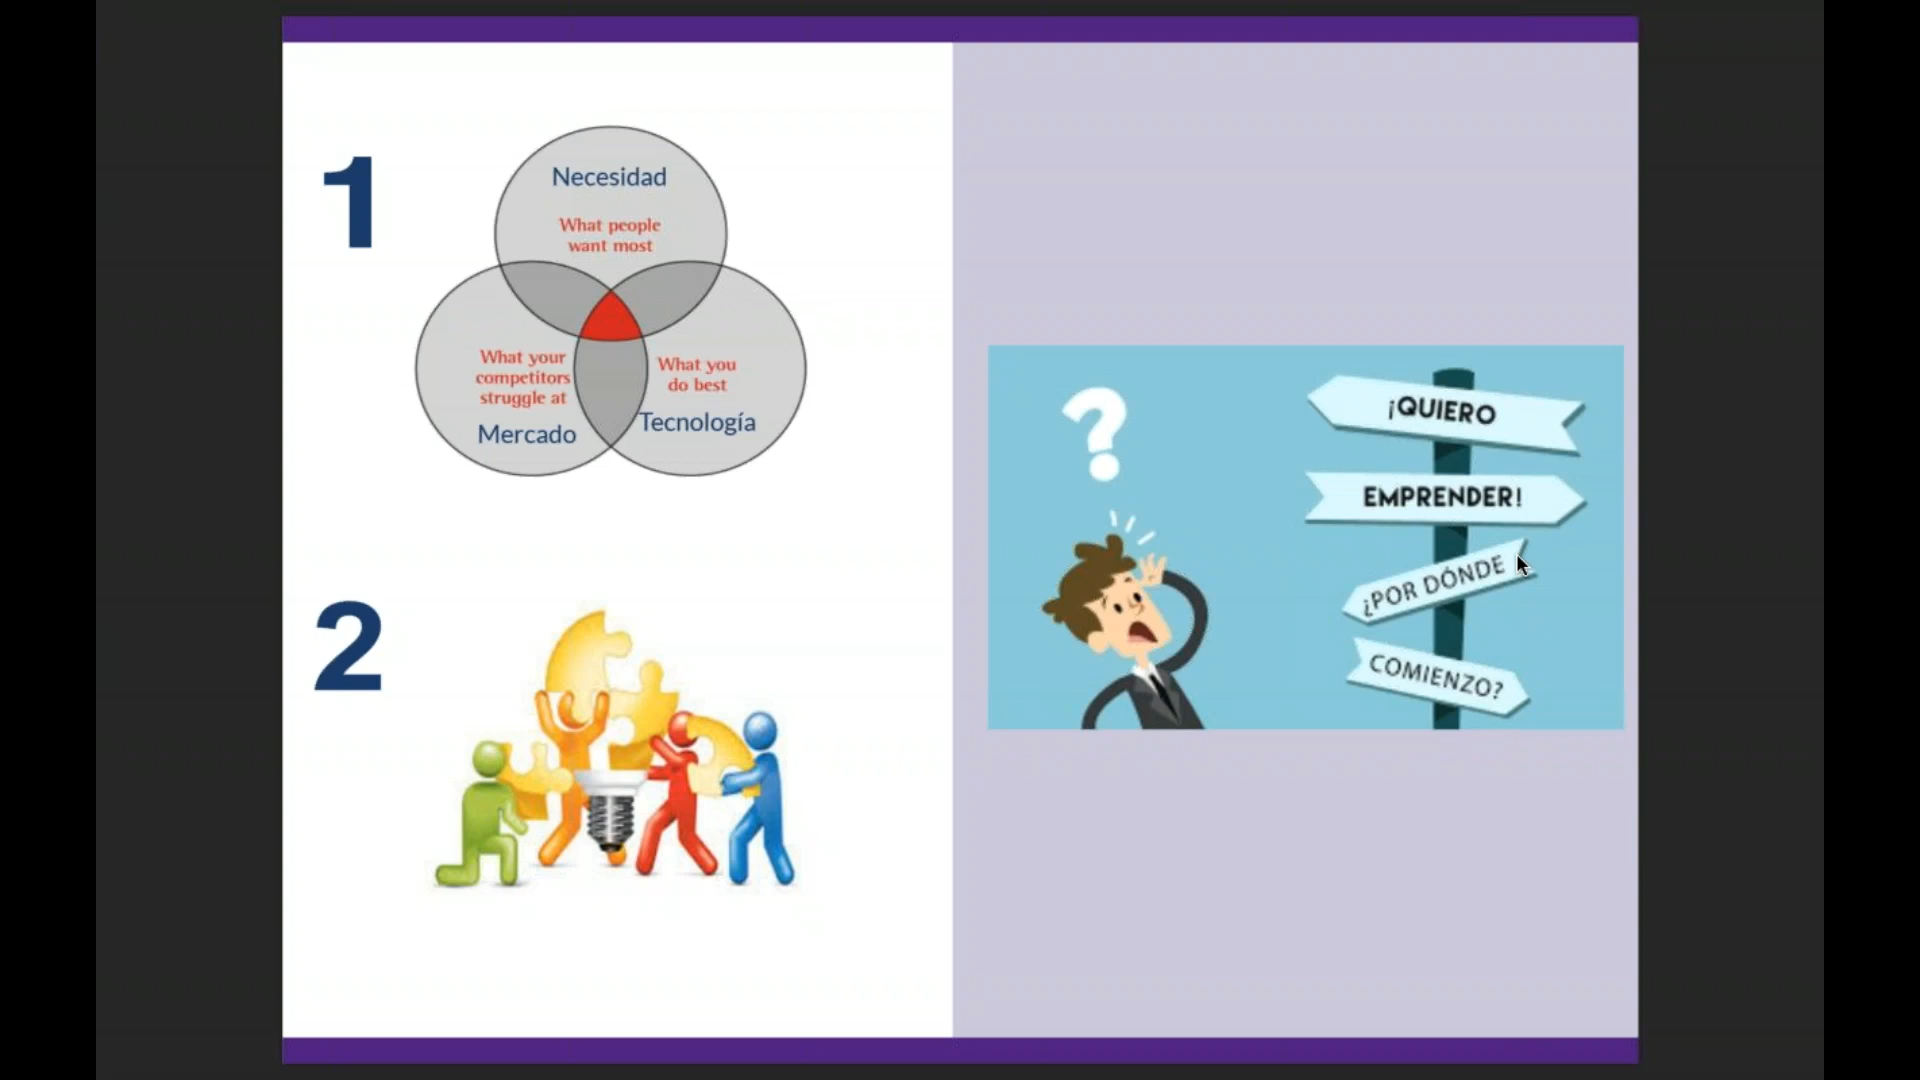 1
Necesidad
What people
want most
What your
competitors
struggle at
Mercado
What you
do best
Tecnología
2
?
¡QUIERO
EMPRENDER!
¿POR DÓNDE
COMIENZO?